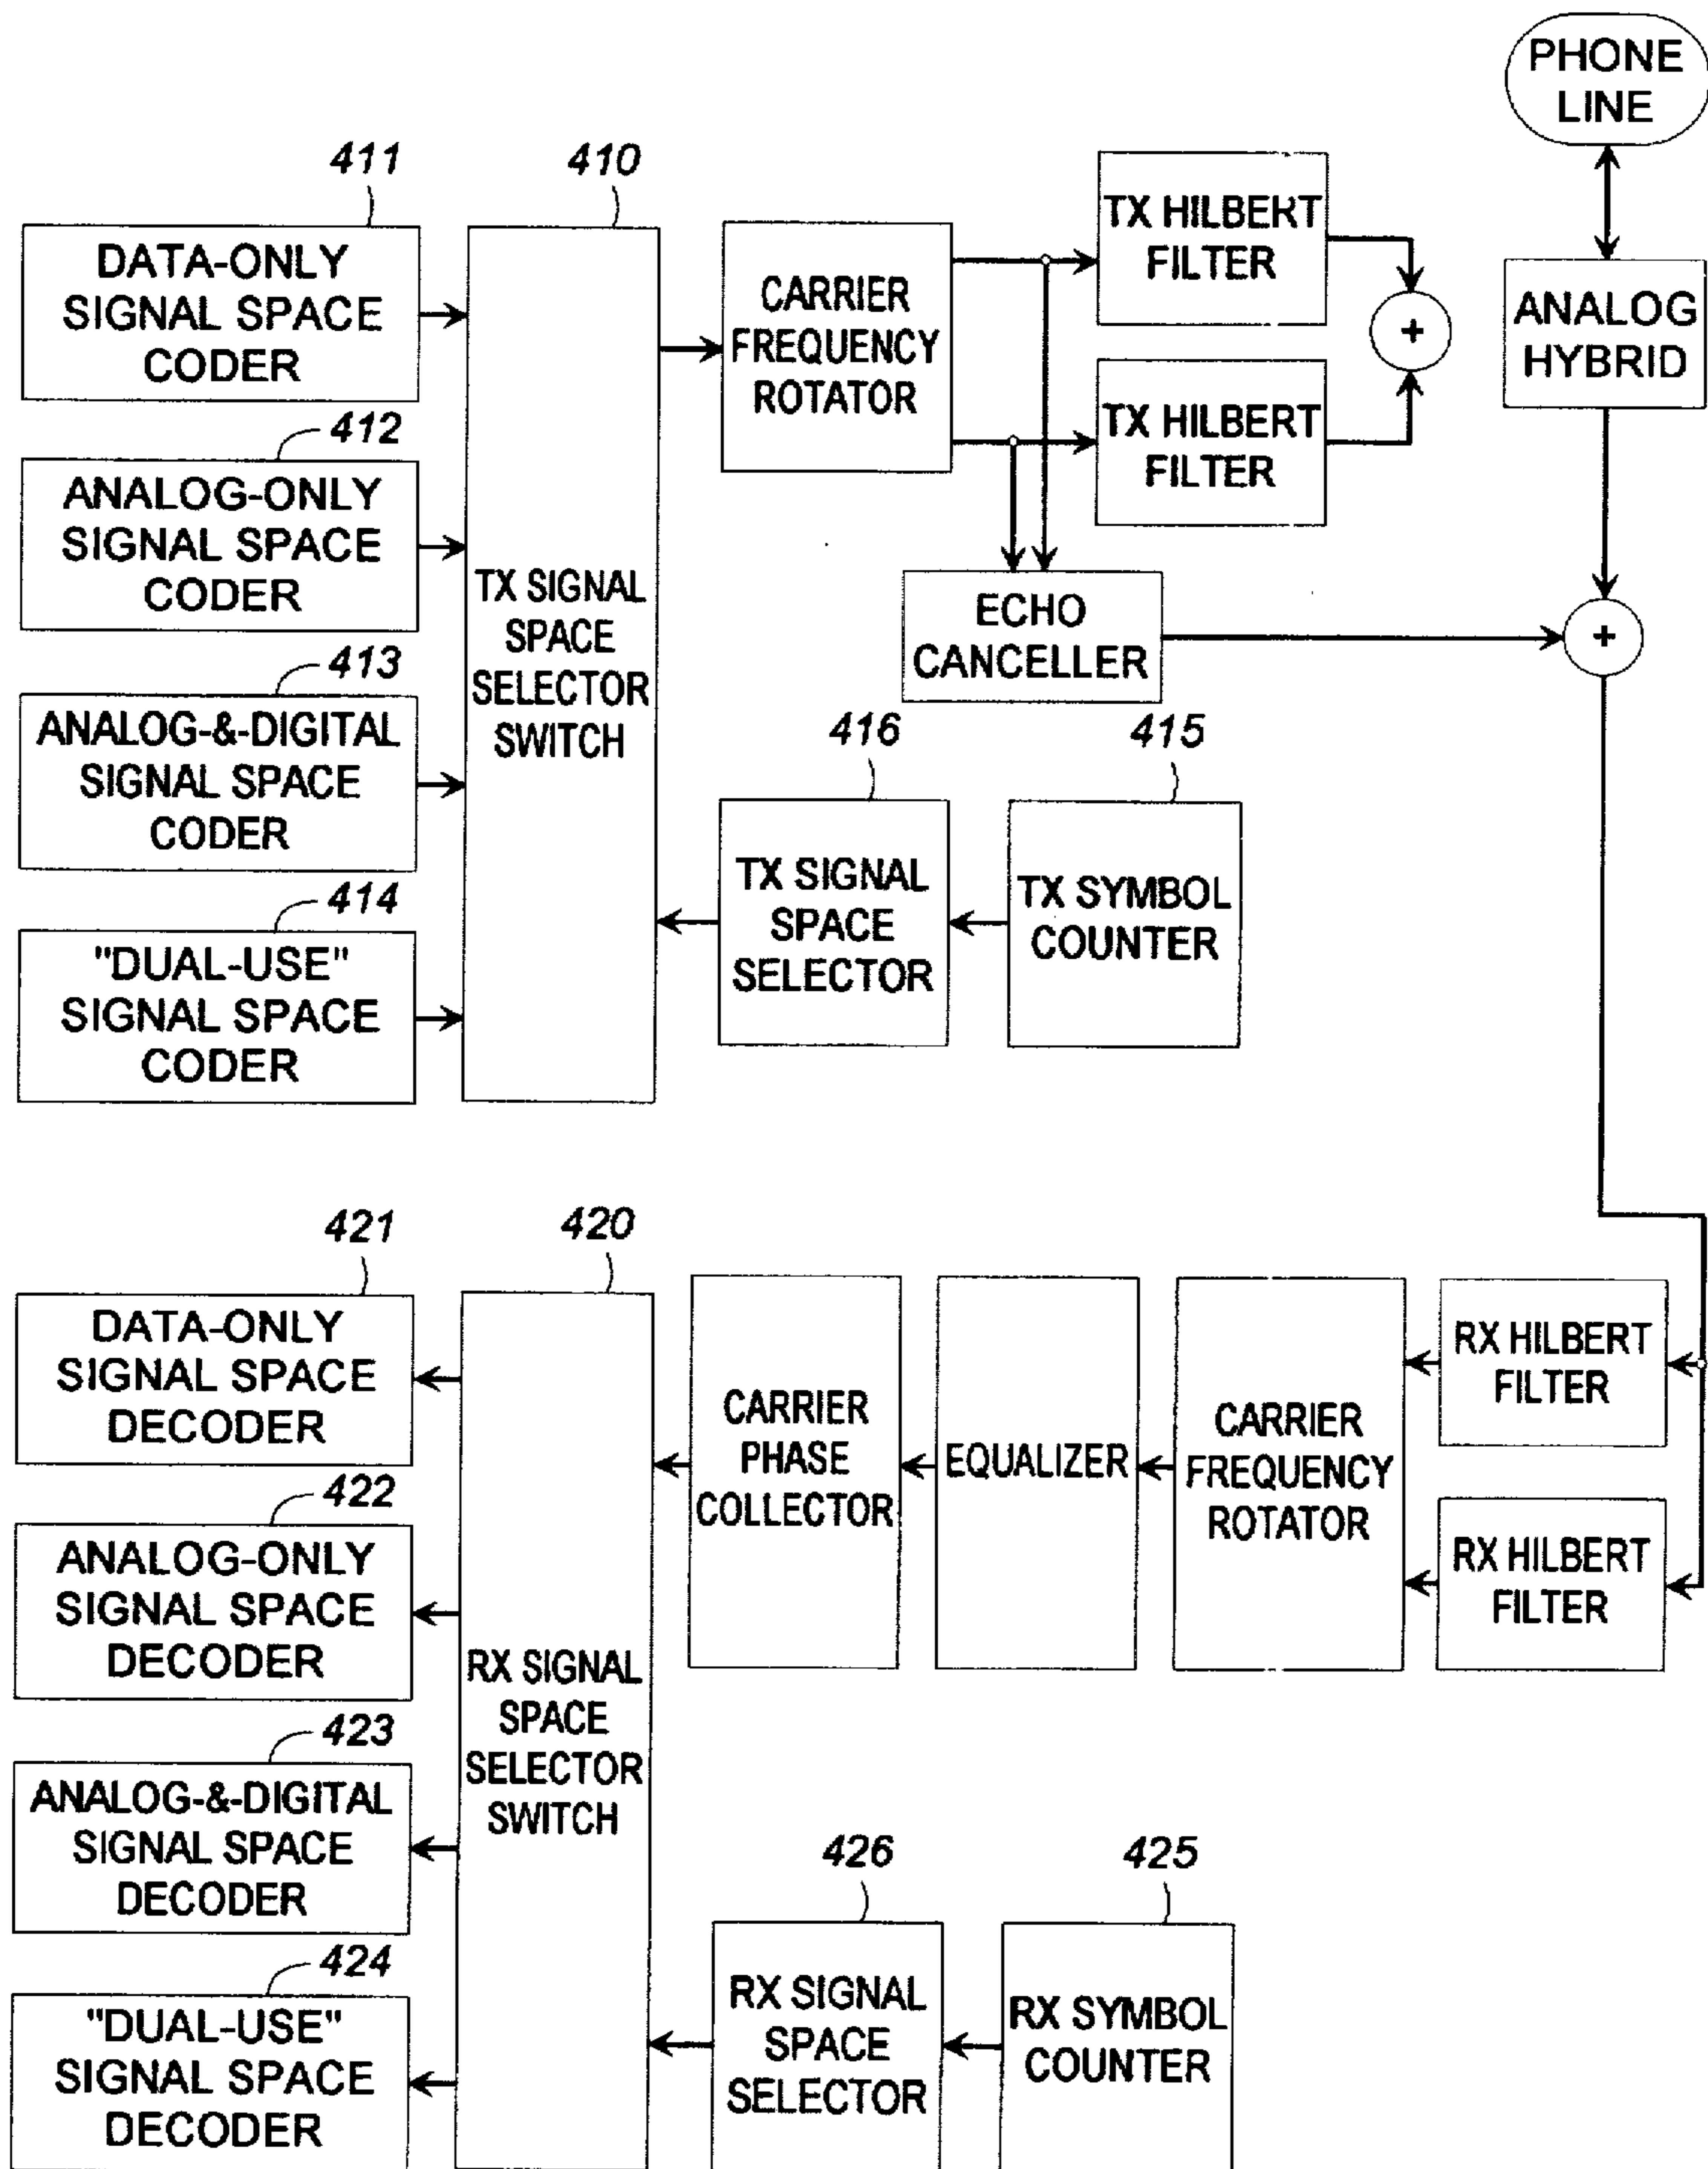 PHONE
LINE
411
410
DATA-ONLY
SIGNAL SPACE
CODER
CARRIER
FREQUENCY
ROTATOR
TX HILBERT
FILTER
+
ANALOG
HYBRID
412
ANALOG-ONLY
SIGNAL SPACE
CODER
TX HILBERT
FILTER
TX SIGNAL
SPACE
SELECTOR
SWITCH
ECHO
CANCELLER
+
413
ANALOG-&-DIGITAL
SIGNAL SPACE
CODER
416
415
TX SIGNAL
SPACE
SELECTOR
TX SYMBOL
COUNTER
414
"DUAL-USE"
SIGNAL SPACE
CODER
421
420
DATA-ONLY
SIGNAL SPACE
DECODER
CARRIER
PHASE
COLLECTOR
EQUALIZER
CARRIER
FREQUENCY
ROTATOR
RX HILBERT
FILTER
RX HILBERT
FILTER
422
ANALOG-ONLY
SIGNAL SPACE
DECODER
RX SIGNAL
SPACE
SELECTOR
SWITCH
423
ANALOG-&-DIGITAL
SIGNAL SPACE
DECODER
426
425
RX SIGNAL
SPACE
SELECTOR
RX SYMBOL
COUNTER
424
"DUAL-USE"
SIGNAL SPACE
DECODER